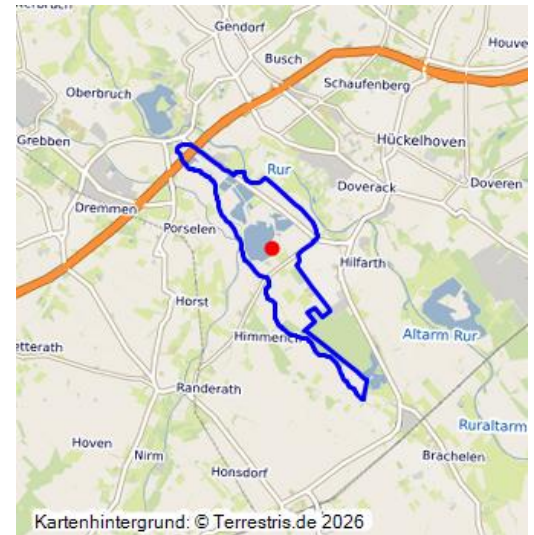 Gendorf
Houve
Busch
Schaufenberg
Oberbruch
Grebben
Hückelhoven
Rur
Doverack
Doveren
Dremmen
Porselen
Hilfarth
Horst
Altarm Rur
Himmerich
etterath
Randerath
Ruraltarm
Hoven
Nirm
Brachelen
Honsdorf
Kartenhintergrund: © Terrestris.de 2026